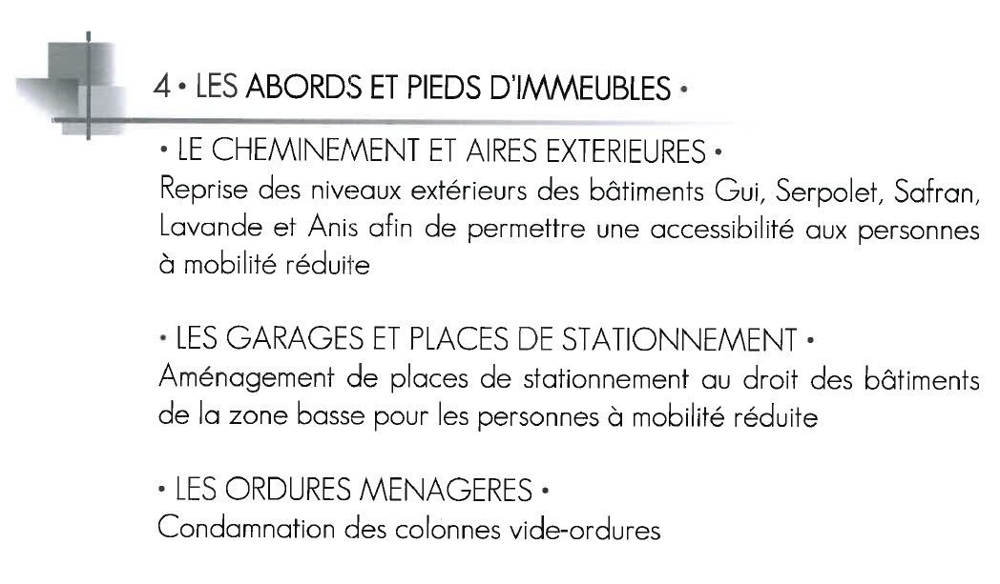 4 • LES ABORDS ET PIEDS D'IMMEUBLES •
• LE CHEMINEMENT ET AIRES EXTERIEURES •
Reprise des niveaux extérieurs des bâtiments Gui, Serpolet, Safran,
Lavande et Anis afin de permettre une accessibilité aux personnes
à mobilité réduite
• LES GARAGES ET PLACES DE STATIONNEMENT •
Aménagement de places de stationnement au droit des bâtiments
de la zone basse pour les personnes à mobilité réduite
• LES ORDURES MENAGERES •
Condamnation des colonnes vide-ordures